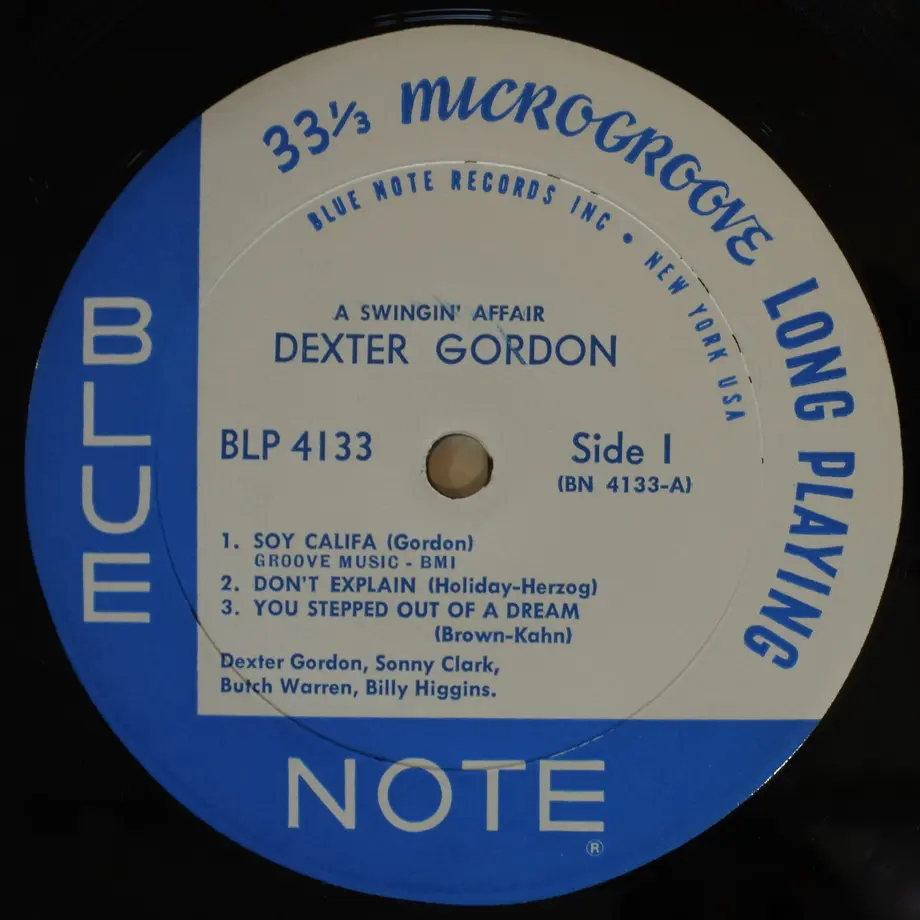 33⅓ MICROGROOVE LONG PLAYING
BLUE NOTE RECORDS INC • NEW YORK USA
A SWINGIN' AFFAIR
DEXTER GORDON
BLP 4133
Side 1
(BN 4133-A)
1. SOY CALIFA (Gordon)
GROOVE MUSIC - BMI
2. DON'T EXPLAIN (Holiday-Herzog)
3. YOU STEPPED OUT OF A DREAM
(Brown-Kahn)
Dexter Gordon, Sonny Clark,
Butch Warren, Billy Higgins.
BLUE
NOTE
®